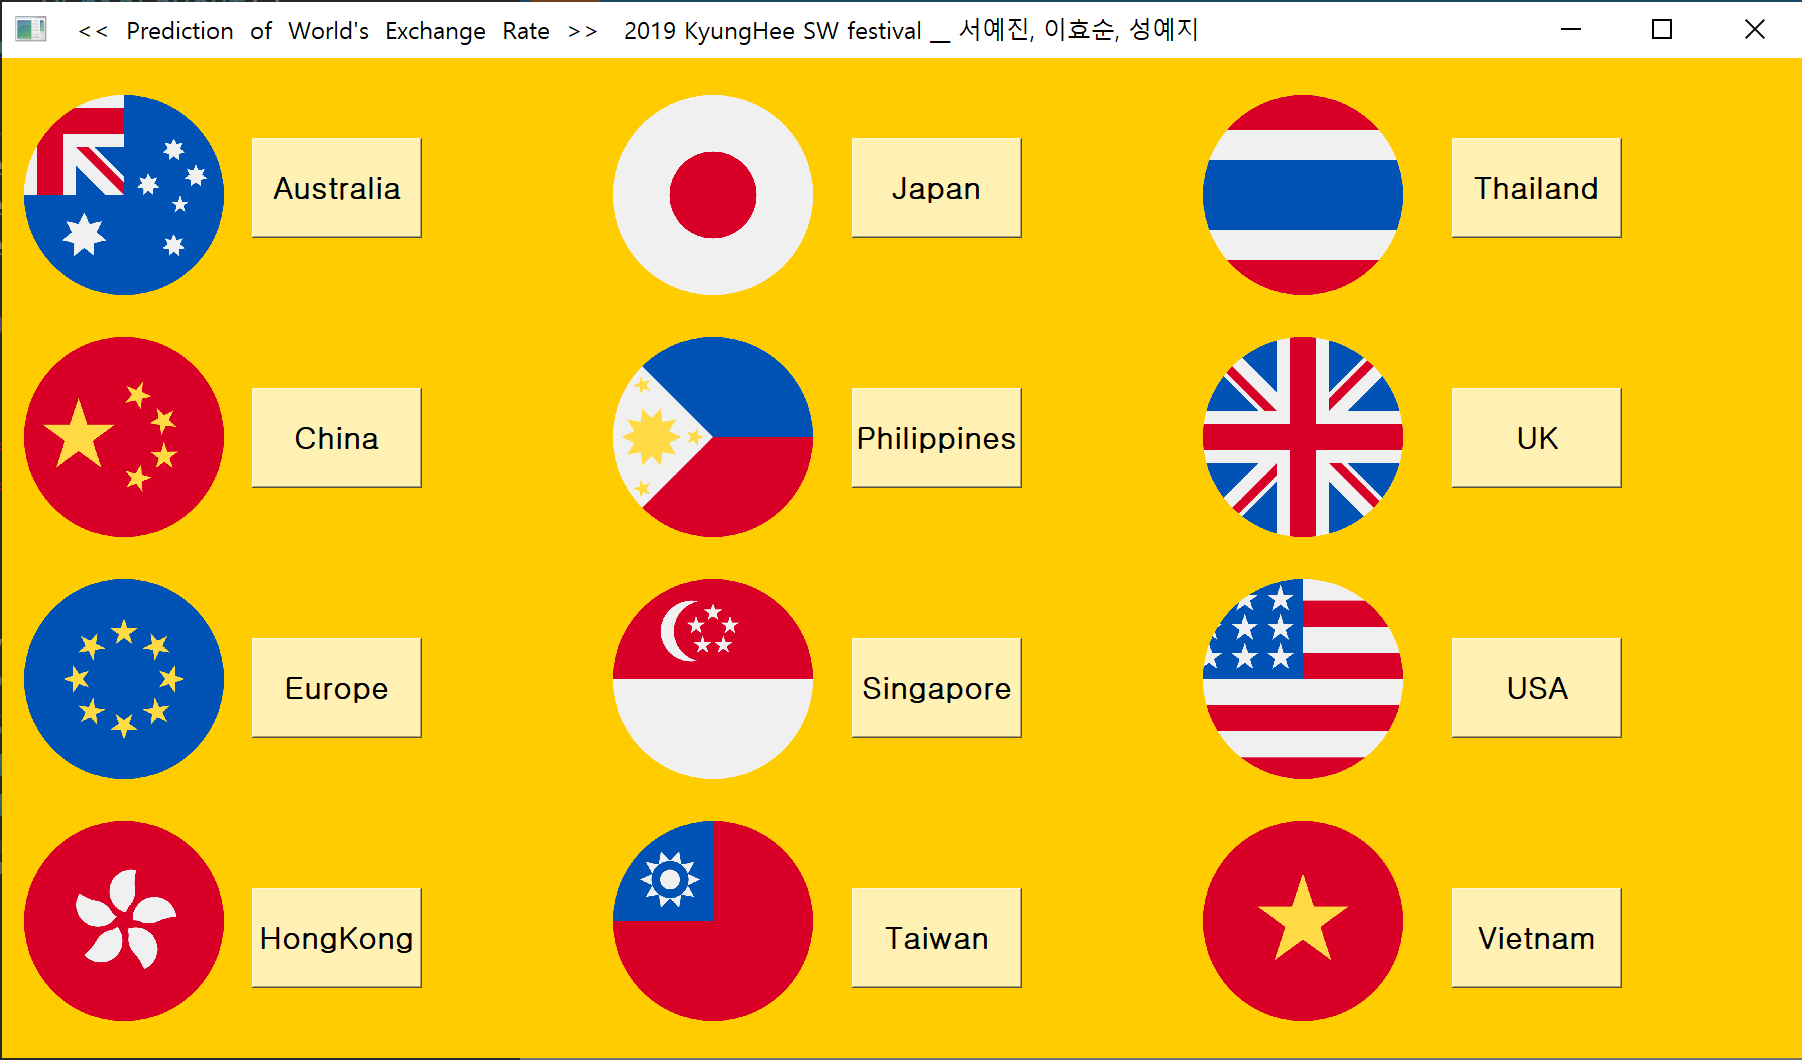 << Prediction of World's Exchange Rate >> 2019 KyungHee SW festival __ 서예진, 이효순, 성예지
Australia
Japan
Thailand
China
Philippines
UK
Europe
Singapore
USA
HongKong
Taiwan
Vietnam